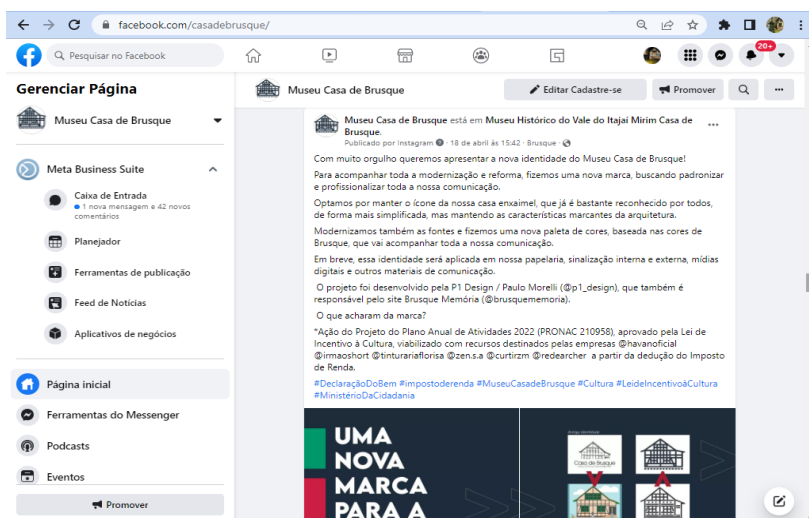 facebook.com/casadebrusque/
Pesquisar no Facebook
20+
Gerenciar Página
Museu Casa de Brusque
Meta Business Suite
Caixa de Entrada
1 nova mensagem e 42 novos
comentários
Planejador
Ferramentas de publicação
Feed de Notícias
Aplicativos de negócios
Página inicial
Ferramentas do Messenger
Podcasts
Eventos
Promover
Museu Casa de Brusque
Editar Cadastre-se
Promover
Museu Casa de Brusque está em Museu Histórico do Vale do Itajaí Mirim Casa de
Brusque.
Publicado por Instagram · 18 de abril às 15:42 · Brusque ·
Com muito orgulho queremos apresentar a nova identidade do Museu Casa de Brusque!
Para acompanhar toda a modernização e reforma, fizemos uma nova marca, buscando padronizar
e profissionalizar toda a nossa comunicação.
Optamos por manter o ícone da nossa casa enxaimel, que já é bastante reconhecido por todos,
de forma mais simplificada, mas mantendo as características marcantes da arquitetura.
Modernizamos também as fontes e fizemos uma nova paleta de cores, baseada nas cores de
Brusque, que vai acompanhar toda a nossa comunicação.
Em breve, essa identidade será aplicada em nossa papelaria, sinalização interna e externa, mídias
digitais e outros materiais de comunicação.
O projeto foi desenvolvido pela P1 Design / Paulo Morelli (@p1_design), que também é
responsável pelo site Brusque Memória (@brusquememoria).
O que acharam da marca?
*Ação do Projeto do Plano Anual de Atividades 2022 (PRONAC 210958), aprovado pela Lei de
Incentivo à Cultura, viabilizado com recursos destinados pelas empresas @havanoficial
@irmaoshort @tinturariaflorisa @zen.s.a @curtirzm @redearcher a partir da dedução do Imposto
de Renda.
#DeclaraçãoDoBem #impostoderenda #MuseuCasadeBrusque #Cultura #LeideIncentivoáCultura
#MinistérioDaCidadania
UMA
NOVA
MARCA
PARA A
Casa de Brusque